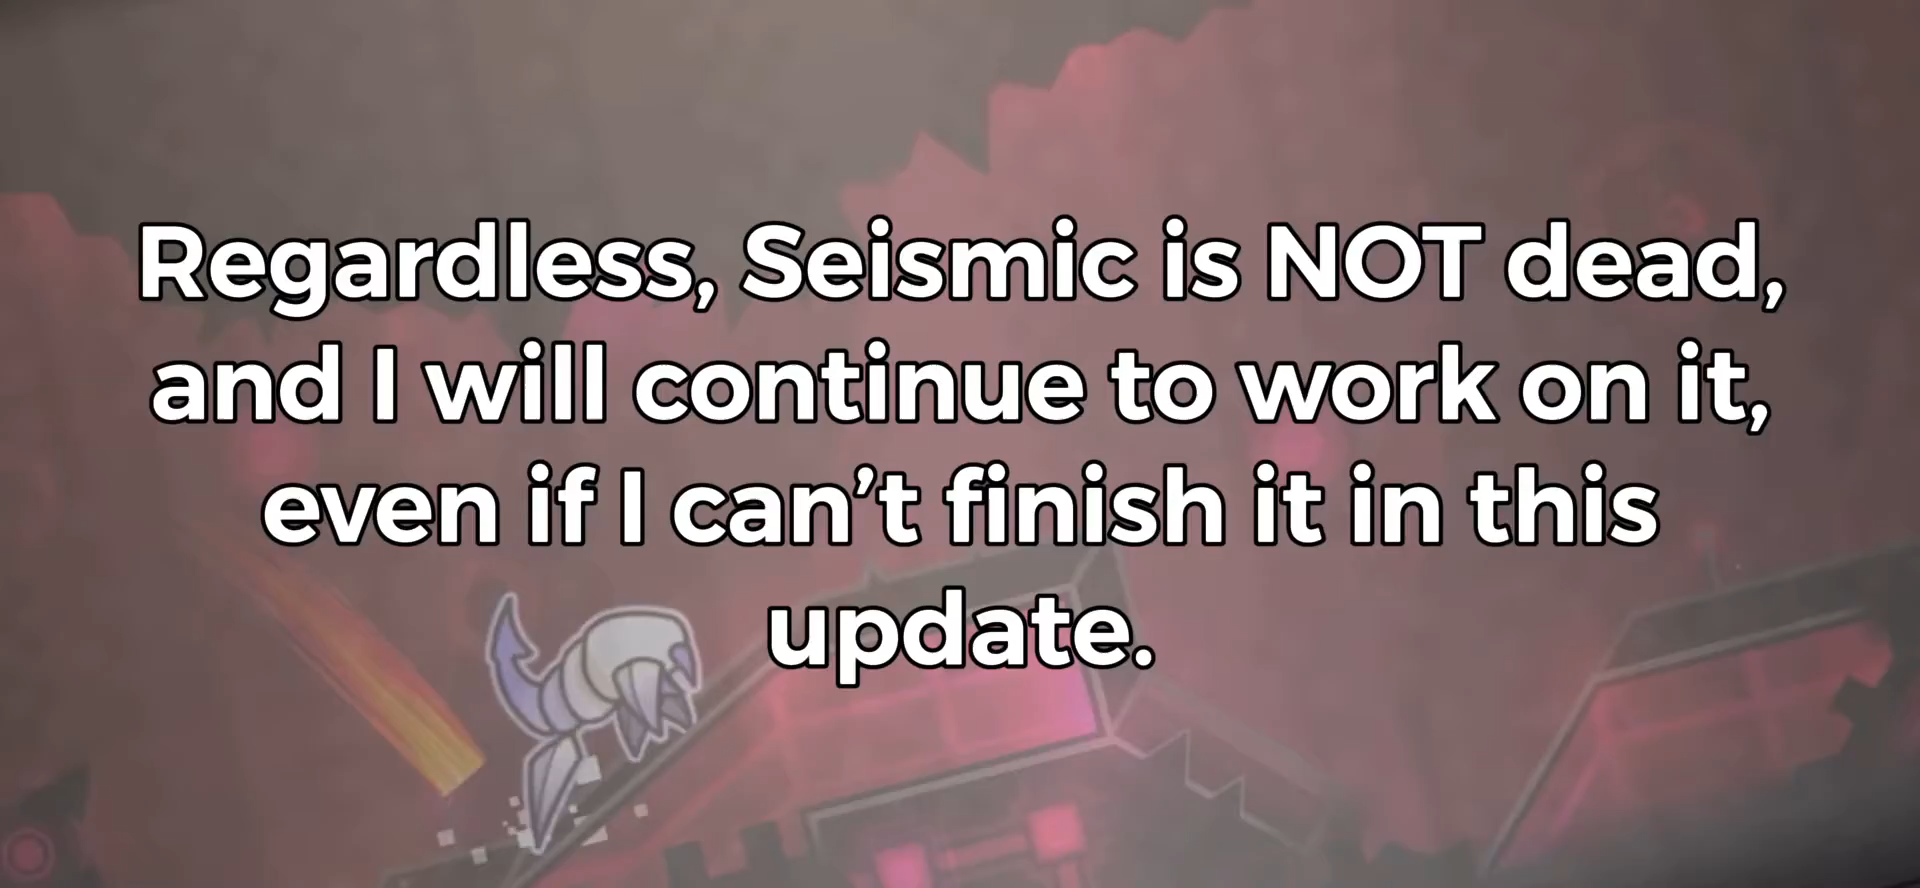 Regardless, Seismic is NOT dead,
and I will continue to work on it,
even if I can’t finish it in this
update.